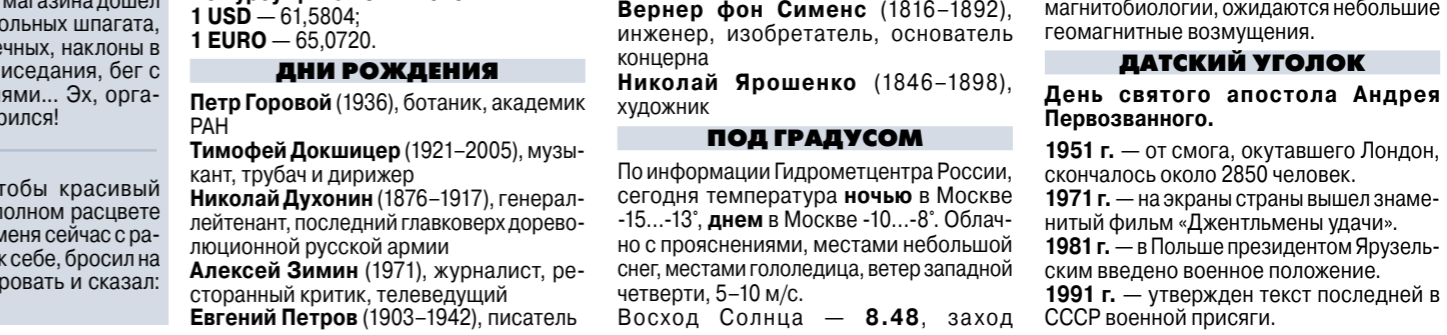 магазина дошел
ольных шпагата,
ечных, наклоны в
иседания, бег с
ями... Эх, орга-
рился!
тобы красивый
полном расцвете
меня сейчас с ра-
к себе, бросил на
ровать и сказал:
1 USD — 61,5804;
1 EURO — 65,0720.
ДНИ РОЖДЕНИЯ
Петр Горовой (1936), ботаник, академик
РАН
Тимофей Докшицер (1921–2005), музы-
кант, трубач и дирижер
Николай Духонин (1876–1917), генерал-
лейтенант, последний главковерх дорево-
люционной русской армии
Алексей Зимин (1971), журналист, ре-
сторанный критик, телеведущий
Евгений Петров (1903–1942), писатель
Вернер фон Сименс (1816–1892),
инженер, изобретатель, основатель
концерна
Николай Ярошенко (1846–1898),
художник
ПОД ГРАДУСОМ
По информации Гидрометцентра России,
сегодня температура ночью в Москве
-15...-13°, днем в Москве -10...-8°. Облач-
но с прояснениями, местами небольшой
снег, местами гололедица, ветер западной
четверти, 5–10 м/с.
Восход Солнца — 8.48, заход
магнитобиологии, ожидаются небольшие
геомагнитные возмущения.
ДАТСКИЙ УГОЛОК
День святого апостола Андрея
Первозванного.
1951 г. — от смога, окутавшего Лондон,
скончалось около 2850 человек.
1971 г. — на экраны страны вышел знаме-
нитый фильм «Джентльмены удачи».
1981 г. — в Польше президентом Ярузель-
ским введено военное положение.
1991 г. — утвержден текст последней в
СССР военной присяги.